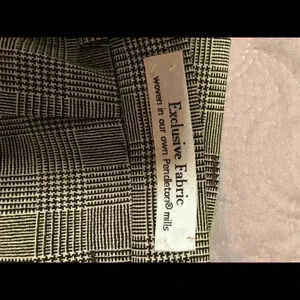 Exclusive Fabric
woven in our own Pendleton® mills